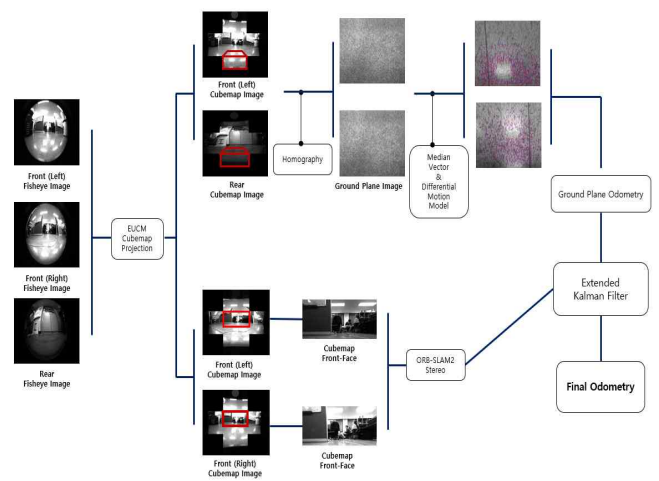 Front (Left)
Fisheye Image
Front (Right)
Fisheye Image
Rear
Fisheye Image
EUCM
Cubemap
Projection
Front (Left)
Cubemap Image
Rear
Cubemap Image
Homography
Ground Plane Image
Median
Vector
&
Differential
Motion
Model
Ground Plane Odometry
Front (Left)
Cubemap Image
Front (Right)
Cubemap Image
Cubemap
Front-Face
Cubemap
Front-Face
ORB-SLAM2
Stereo
Extended
Kalman Filter
Final Odometry